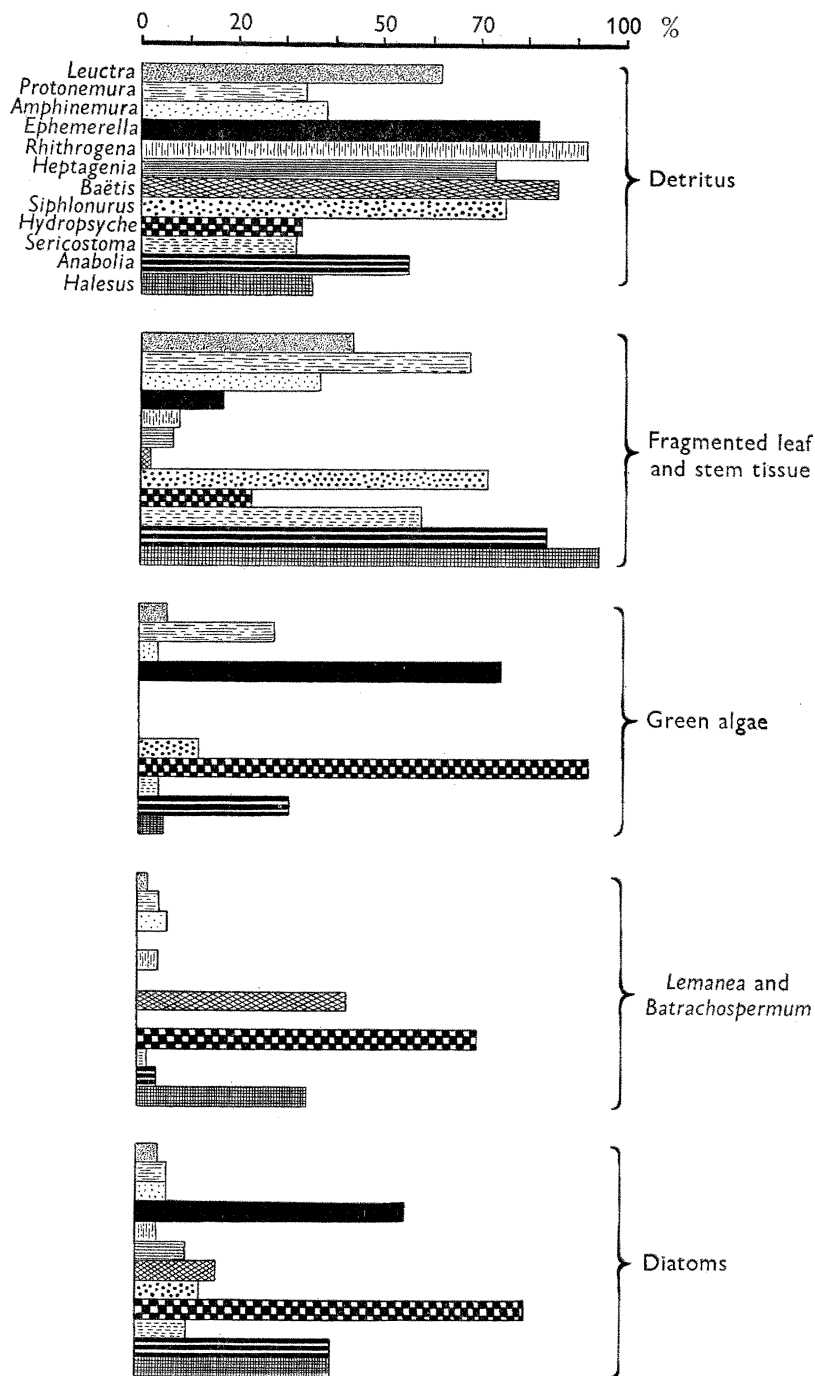 0 20 50 70 100 %
Leuctra
Protonemura
Amphinemura
Ephemerella
Rhithrogena
Heptagenia
Baëtis
Siphlonurus
Hydropsyche
Sericostoma
Anabolia
Halesus
Detritus
Fragmented leaf
and stem tissue
Green algae
Lemanea and
Batrachospermum
Diatoms